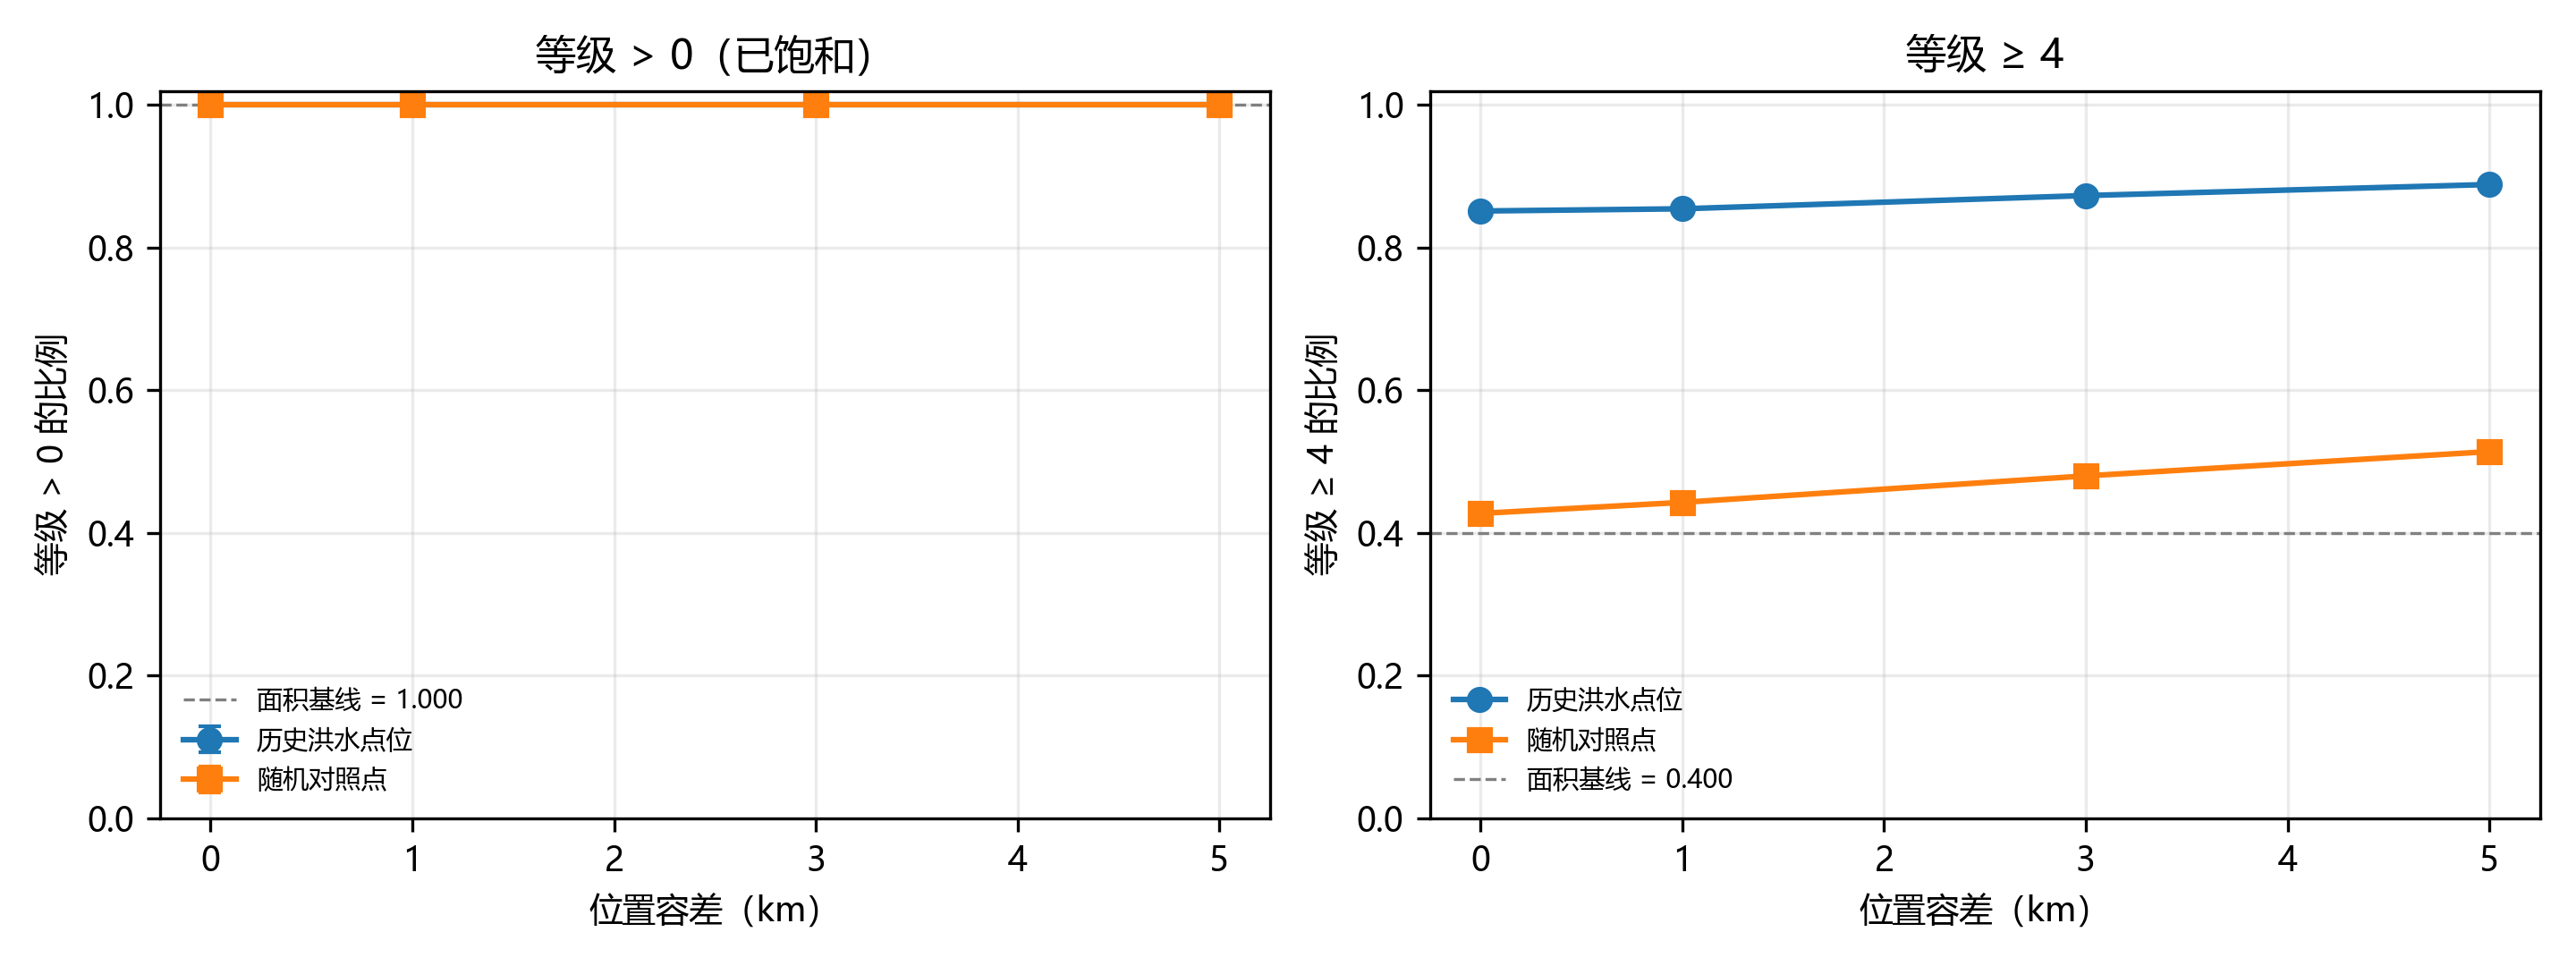 等级 > 0（已饱和）
等级 > 0 的比例
1.0
0.8
0.6
0.4
0.2
0.0
面积基线 = 1.000
历史洪水点位
随机对照点
0 1 2 3 4 5
位置容差（km）
等级 ≥ 4
等级 ≥ 4 的比例
1.0
0.8
0.6
0.4
0.2
0.0
历史洪水点位
随机对照点
面积基线 = 0.400
0 1 2 3 4 5
位置容差（km）